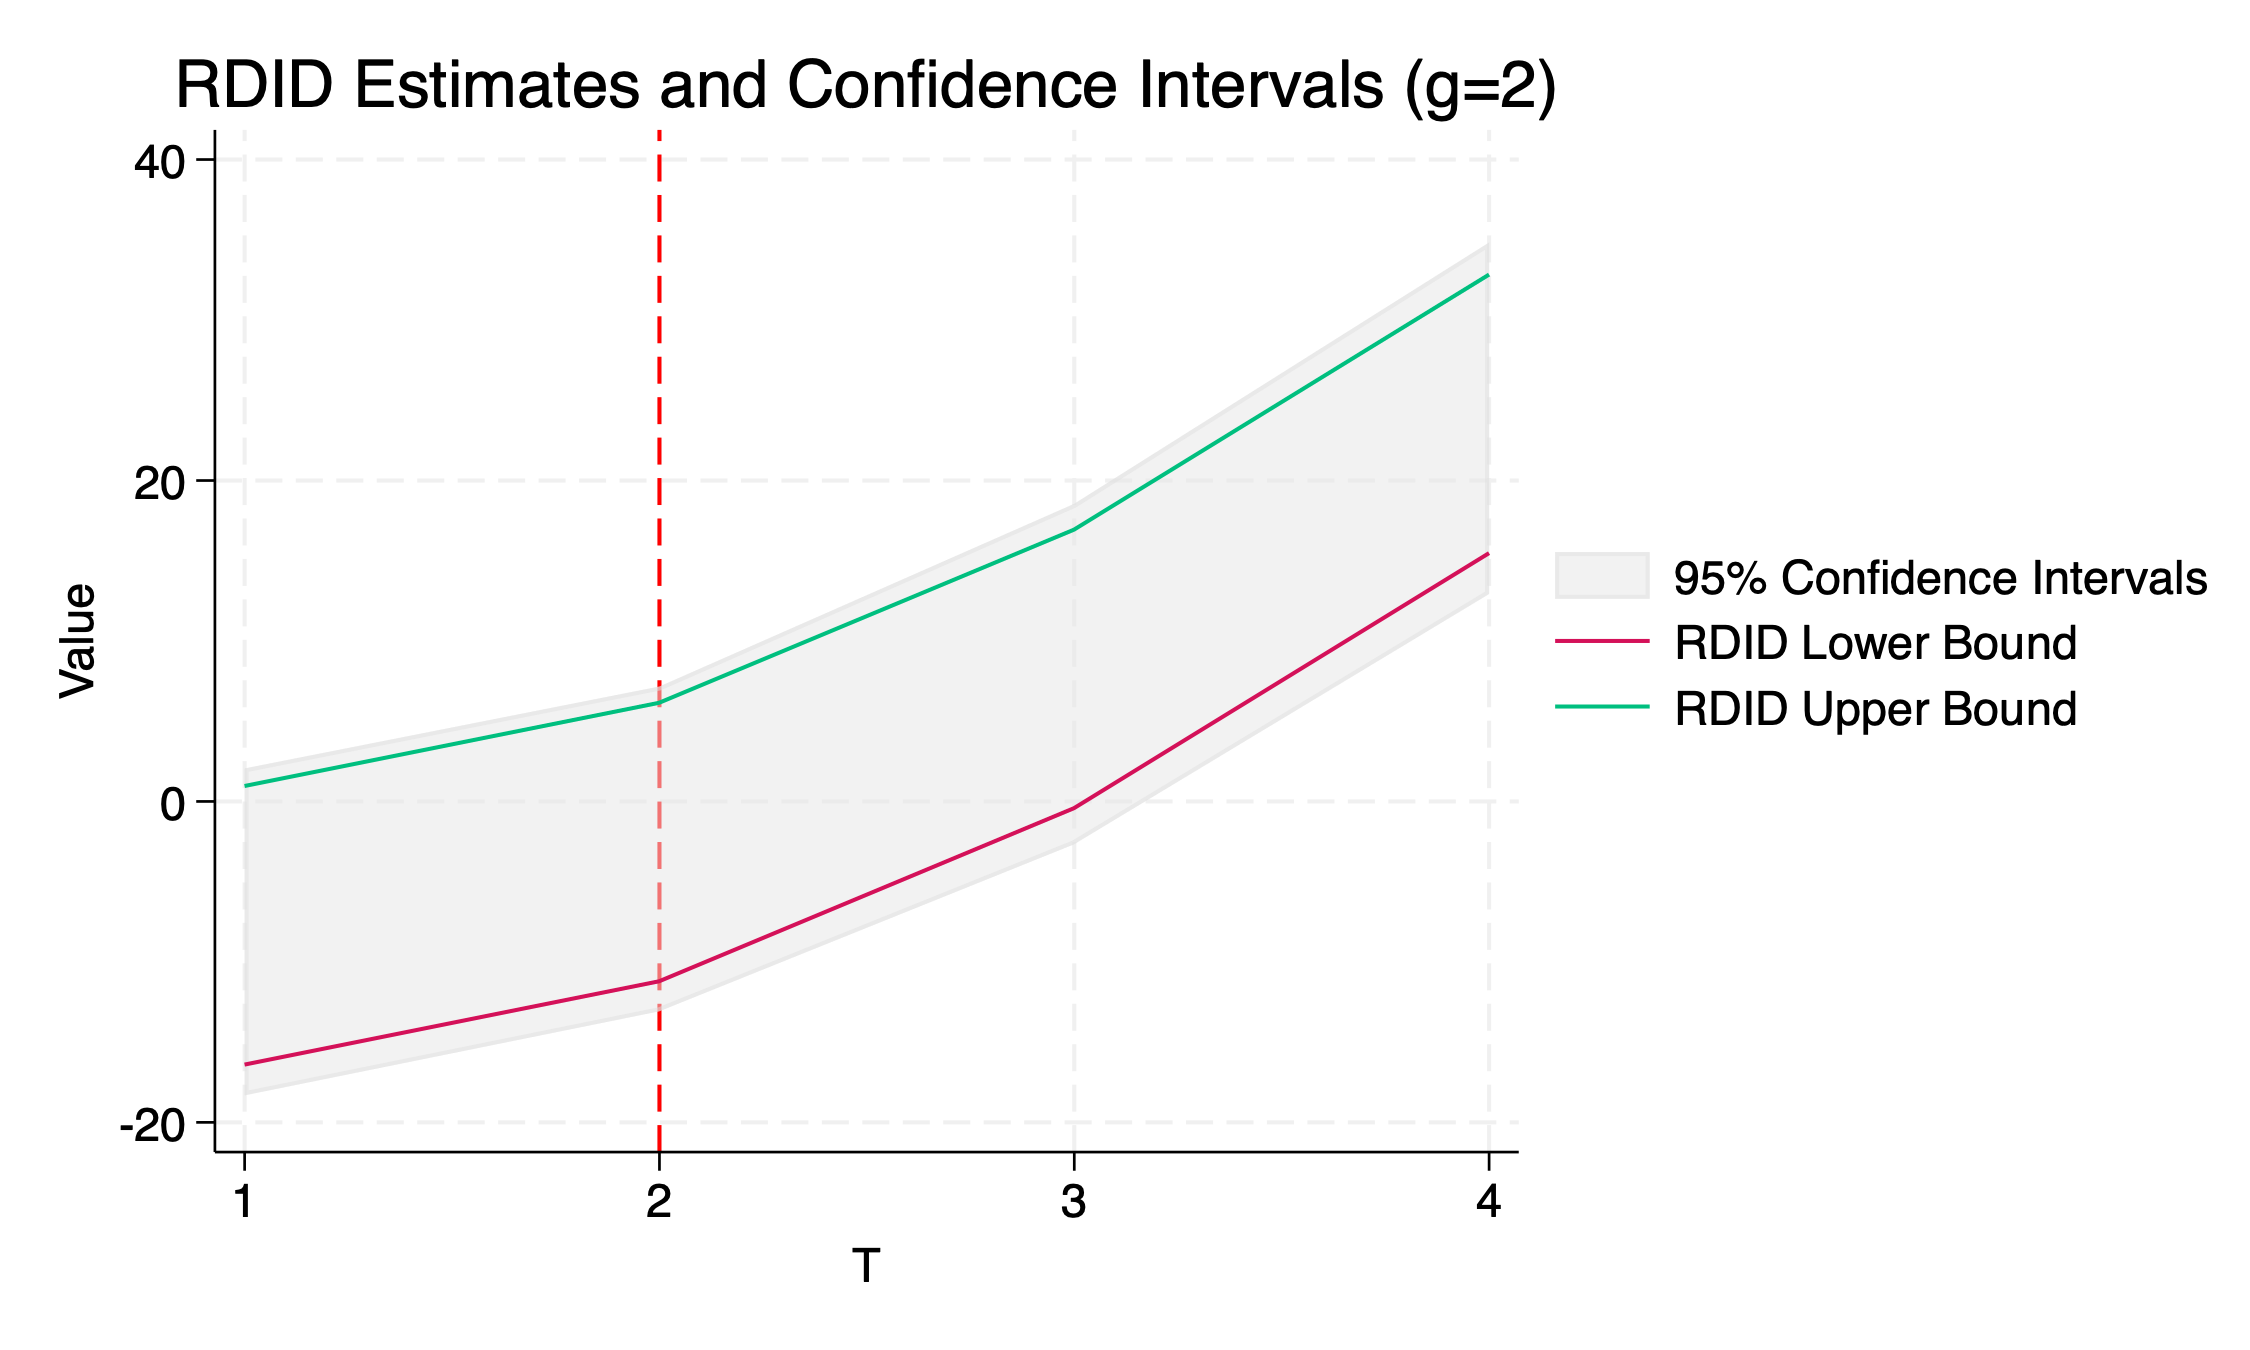 RDID Estimates and Confidence Intervals (g=2)
40
20
0
-20
Value
1 2 3 4
T
95% Confidence Intervals
RDID Lower Bound
RDID Upper Bound